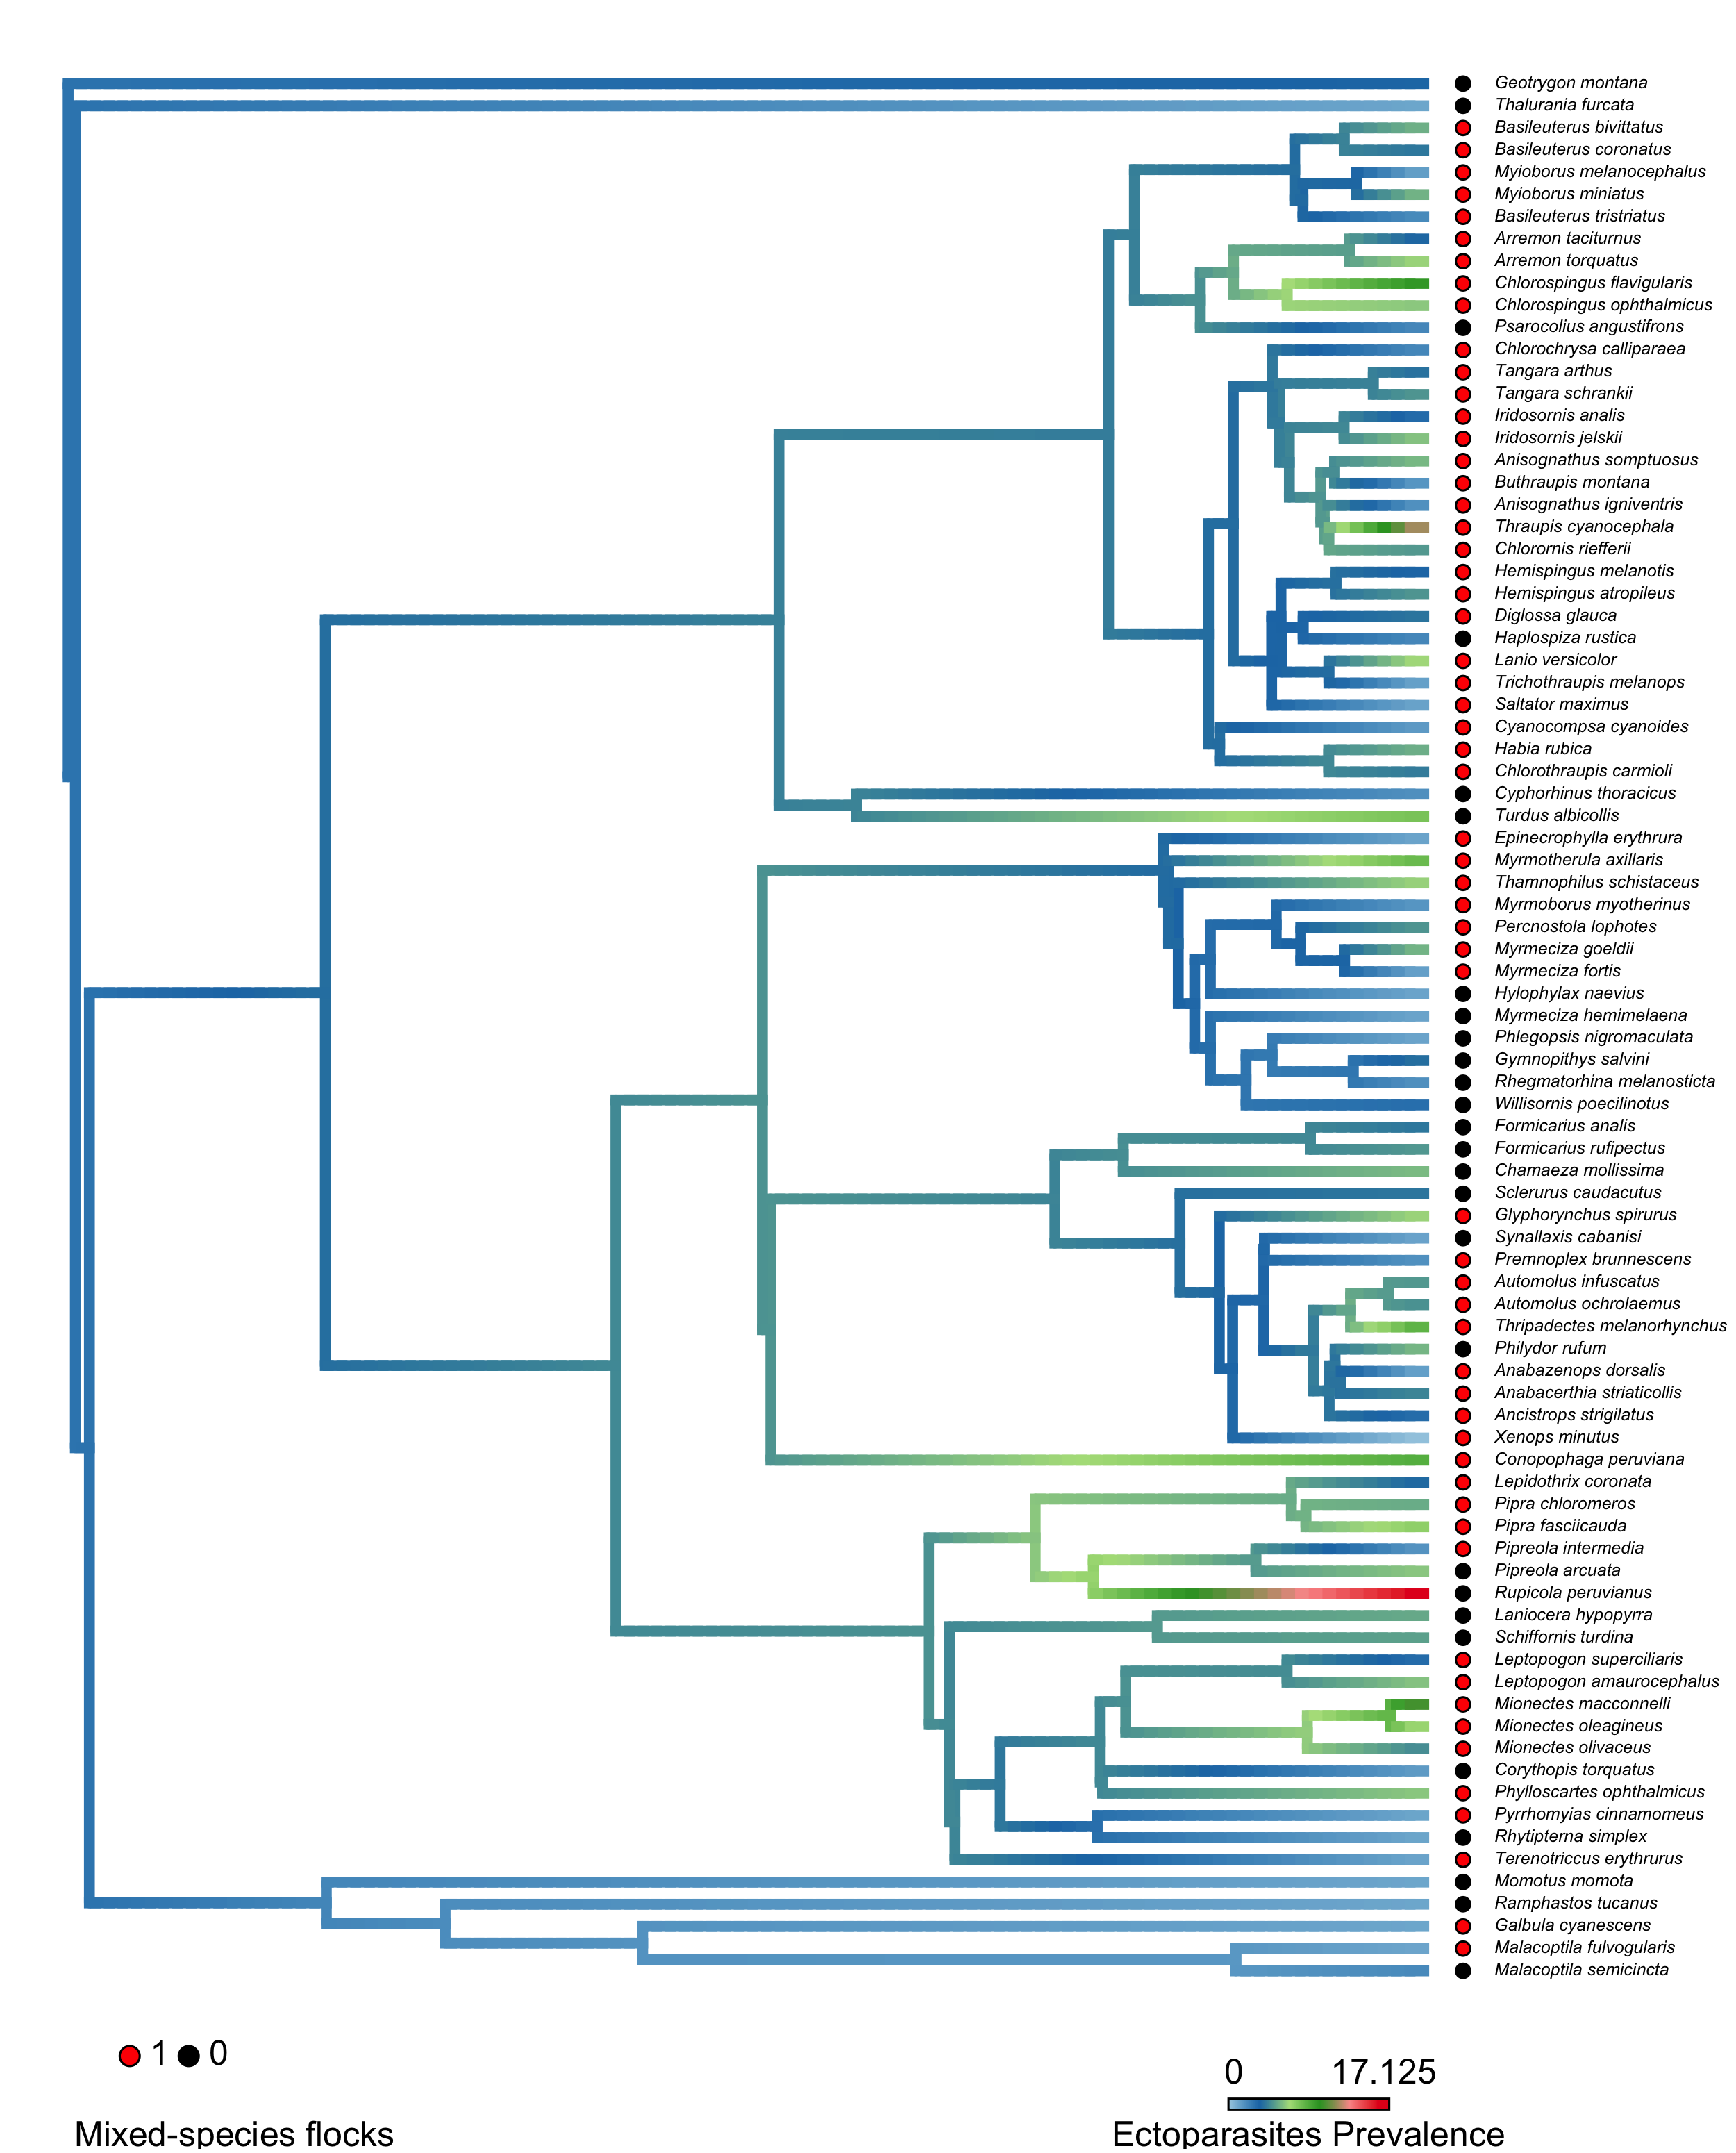 Geotrygon montana
Thalurania furcata
Basileuterus bivittatus
Basileuterus coronatus
Myioborus melanocephalus
Myioborus miniatus
Basileuterus tristriatus
Arremon taciturnus
Arremon torquatus
Chlorospingus flavigularis
Chlorospingus ophthalmicus
Psarocolius angustifrons
Chlorochrysa calliparaea
Tangara arthus
Tangara schrankii
Iridosornis analis
Iridosornis jelskii
Anisognathus somptuosus
Buthraupis montana
Anisognathus igniventris
Thraupis cyanocephala
Chlorornis riefferii
Hemispingus melanotis
Hemispingus atropileus
Diglossa glauca
Haplospiza rustica
Lanio versicolor
Trichothraupis melanops
Saltator maximus
Cyanocompsa cyanoides
Habia rubica
Chlorothraupis carmioli
Cyphorhinus thoracicus
Turdus albicollis
Epinecrophylla erythrura
Myrmotherula axillaris
Thamnophilus schistaceus
Myrmoborus myotherinus
Percnostola lophotes
Myrmeciza goeldii
Myrmeciza fortis
Hylophylax naevius
Myrmeciza hemimelaena
Phlegopsis nigromaculata
Gymnopithys salvini
Rhegmatorhina melanosticta
Willisornis poecilinotus
Formicarius analis
Formicarius rufipectus
Chamaeza mollissima
Sclerurus caudacutus
Glyphorynchus spirurus
Synallaxis cabanisi
Premnoplex brunnescens
Automolus infuscatus
Automolus ochrolaemus
Thripadectes melanorhynchus
Philydor rufum
Anabazenops dorsalis
Anabacerthia striaticollis
Ancistrops strigilatus
Xenops minutus
Conopophaga peruviana
Lepidothrix coronata
Pipra chloromeros
Pipra fasciicauda
Pipreola intermedia
Pipreola arcuata
Rupicola peruvianus
Laniocera hypopyrra
Schiffornis turdina
Leptopogon superciliaris
Leptopogon amaurocephalus
Mionectes macconnelli
Mionectes oleagineus
Mionectes olivaceus
Corythopis torquatus
Phylloscartes ophthalmicus
Pyrrhomyias cinnamomeus
Rhytipterna simplex
Terenotriccus erythrurus
Momotus momota
Ramphastos tucanus
Galbula cyanescens
Malacoptila fulvogularis
Malacoptila semicincta
1 0
0 17.125
Mixed-species flocks
Ectoparasites Prevalence